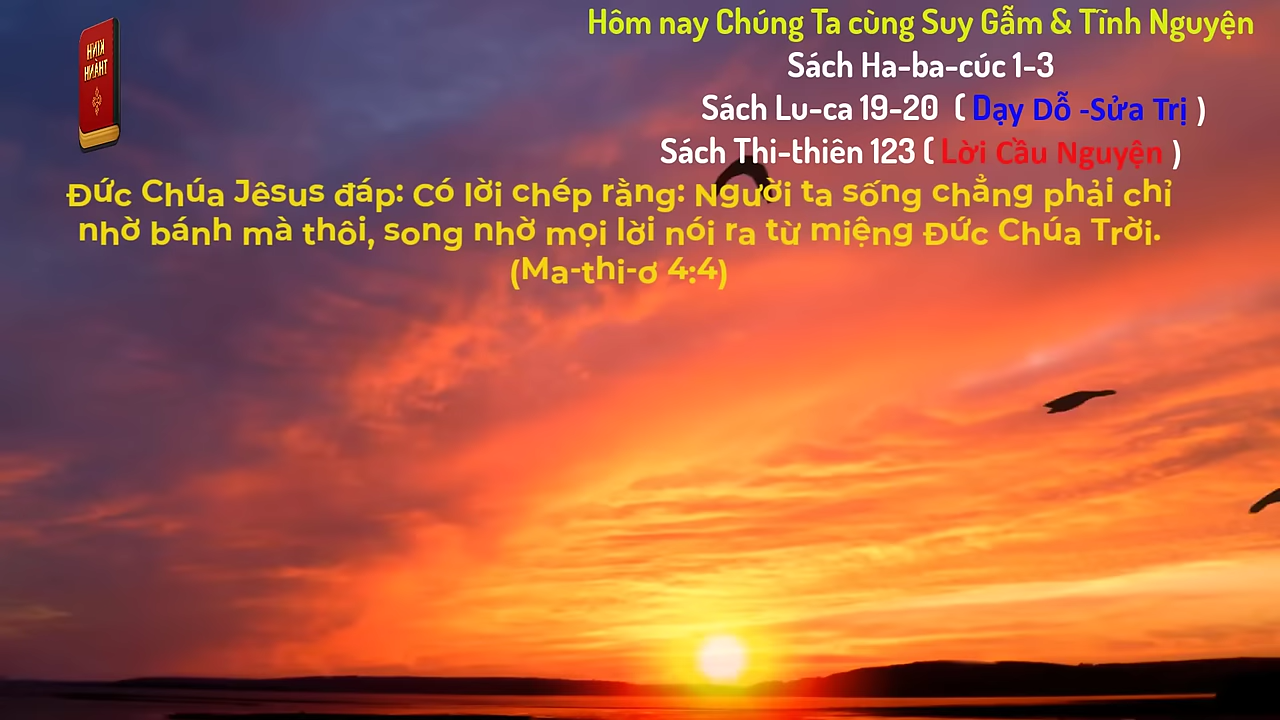 KINH
THÁNH
Hôm nay Chúng Ta cùng Suy Gẫm & Tĩnh Nguyện
Sách Ha-ba-cúc 1-3
Sách Lu-ca 19-20 ( Dạy Dỗ -Sửa Trị )
Sách Thi-thiên 123 ( Lời Cầu Nguyện )
Đức Chúa Jêsus đáp: Có lời chép rằng: Người ta sống chẳng phải chỉ
nhờ bánh mà thôi, song nhờ mọi lời nói ra từ miệng Đức Chúa Trời.
(Ma-thi-ơ 4:4)